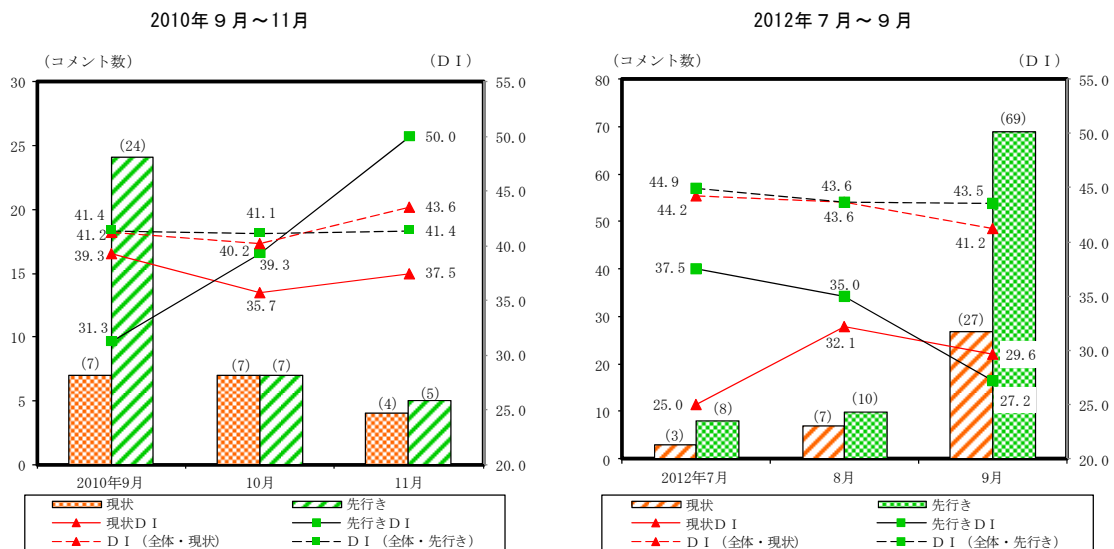 2010年９月～11月
（コメント数）
（ＤＩ）
30
25
20
15
10
5
0
55.0
50.0
45.0
40.0
35.0
30.0
25.0
20.0
(24)
(7)
(7)
(7)
(4)
(5)
41.4
41.2
39.3
31.3
41.1
40.2
39.3
35.7
50.0
43.6
41.4
37.5
2010年9月
10月
11月
現状
先行き
現状ＤＩ
先行きＤＩ
ＤＩ（全体・現状）
ＤＩ（全体・先行き）
2012年７月～９月
（コメント数）
（ＤＩ）
80
70
60
50
40
30
20
10
0
55.0
50.0
45.0
40.0
35.0
30.0
25.0
20.0
(69)
(27)
(10)
(7)
(8)
(3)
44.9
44.2
37.5
25.0
43.6
43.6
35.0
32.1
43.5
41.2
29.6
27.2
2012年7月
8月
9月
現状
先行き
現状ＤＩ
先行きＤＩ
ＤＩ（全体・現状）
ＤＩ（全体・先行き）